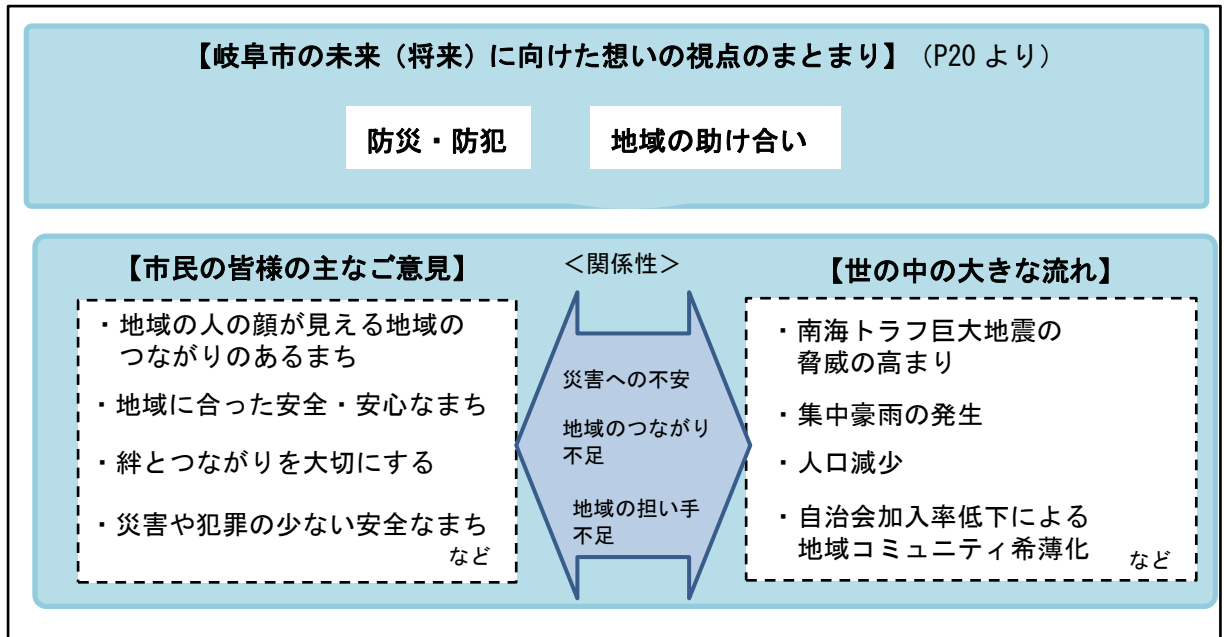 【岐阜市の未来（将来）に向けた想いの視点のまとまり】（P20 より）
防災・防犯
地域の助け合い
【市民の皆様の主なご意見】
・地域の人の顔が見える地域の
つながりのあるまち
・地域に合った安全・安心なまち
・絆とつながりを大切にする
・災害や犯罪の少ない安全なまち
など
＜関係性＞
災害への不安
地域のつながり
不足
地域の担い手
不足
【世の中の大きな流れ】
・南海トラフ巨大地震の
脅威の高まり
・集中豪雨の発生
・人口減少
・自治会加入率低下による
地域コミュニティ希薄化
など